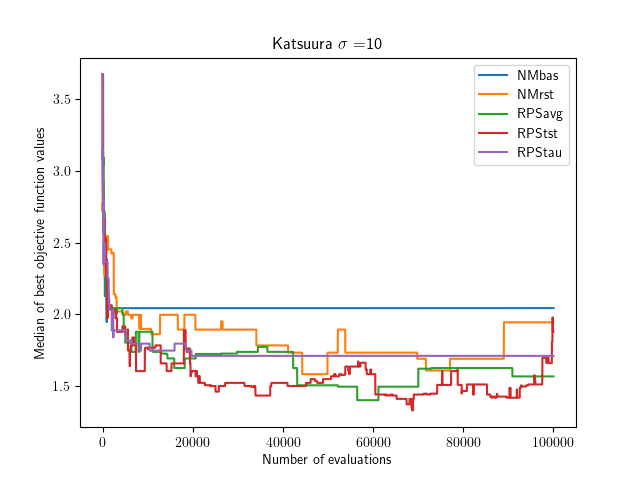 Katsuura σ =10
NMbas
NMrst
RPSavg
RPStst
RPStau
Median of best objective function values
3.5
3.0
2.5
2.0
1.5
0
20000
40000
60000
80000
100000
Number of evaluations